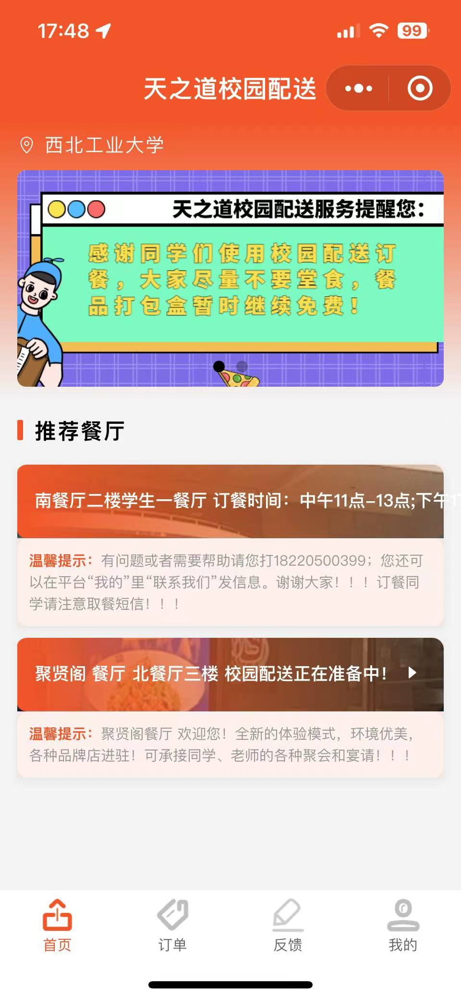 17:48
99
天之道校园配送
西北工业大学
天之道校园配送服务提醒您：
感谢同学们使用校园配送订
餐，大家尽量不要堂食，餐
品打包盒暂时继续免费！
推荐餐厅
南餐厅二楼学生一餐厅 订餐时间：中午11点–13点;下午17
温馨提示：有问题或者需要帮助请您打18220500399；您还可
以在平台“我的”里“联系我们”发信息。谢谢大家！！！订餐同
学请注意取餐短信！！！
聚贤阁 餐厅 北餐厅三楼 校园配送正在准备中！
温馨提示：聚贤阁餐厅 欢迎您！全新的体验模式，环境优美，
各种品牌店进驻！可承接同学、老师的各种聚会和宴请！！！
首页
订单
反馈
我的